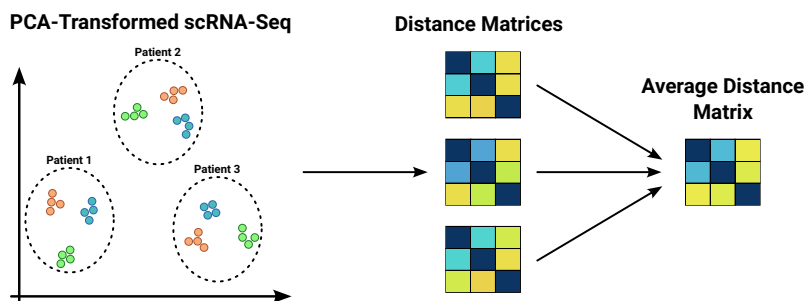 PCA-Transformed scRNA-Seq
Distance Matrices
Patient 2
Average Distance
Matrix
Patient 1
Patient 3